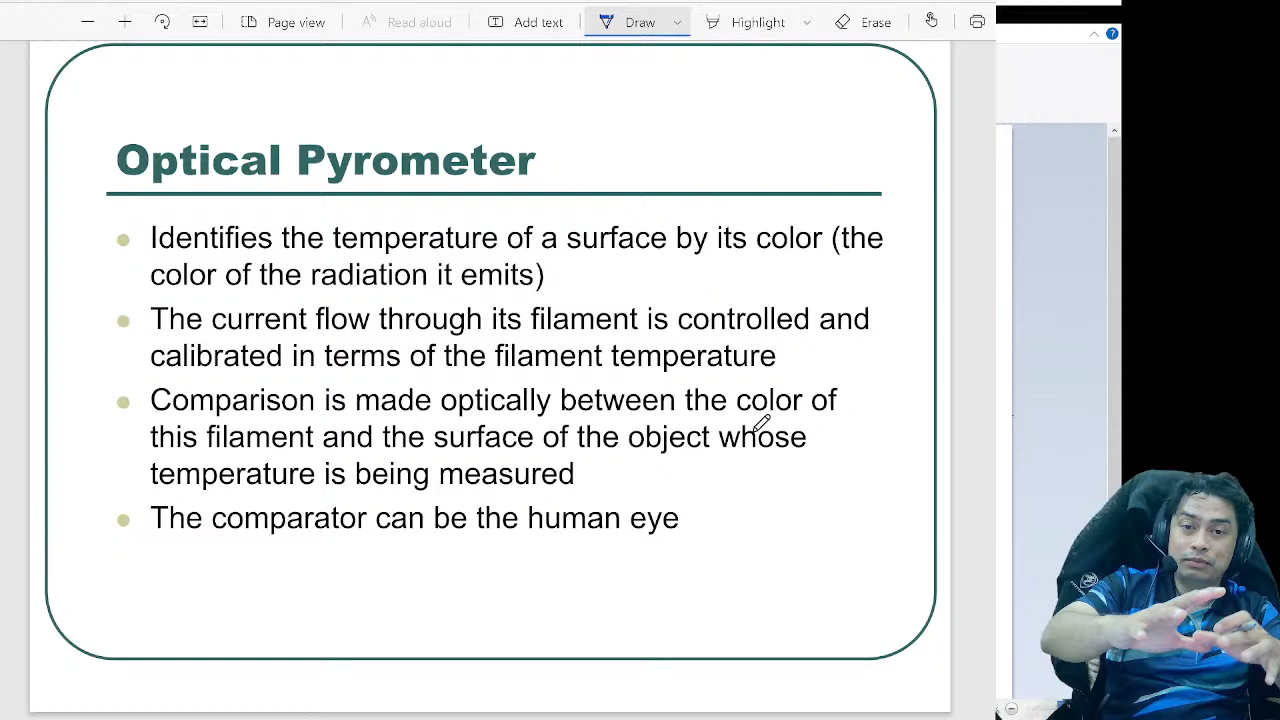 Page view
Read aloud
Add text
Draw
Highlight
Erase
?
Optical Pyrometer
Identifies the temperature of a surface by its color (the
color of the radiation it emits)
The current flow through its filament is controlled and
calibrated in terms of the filament temperature
Comparison is made optically between the color of
this filament and the surface of the object whose
temperature is being measured
The comparator can be the human eye